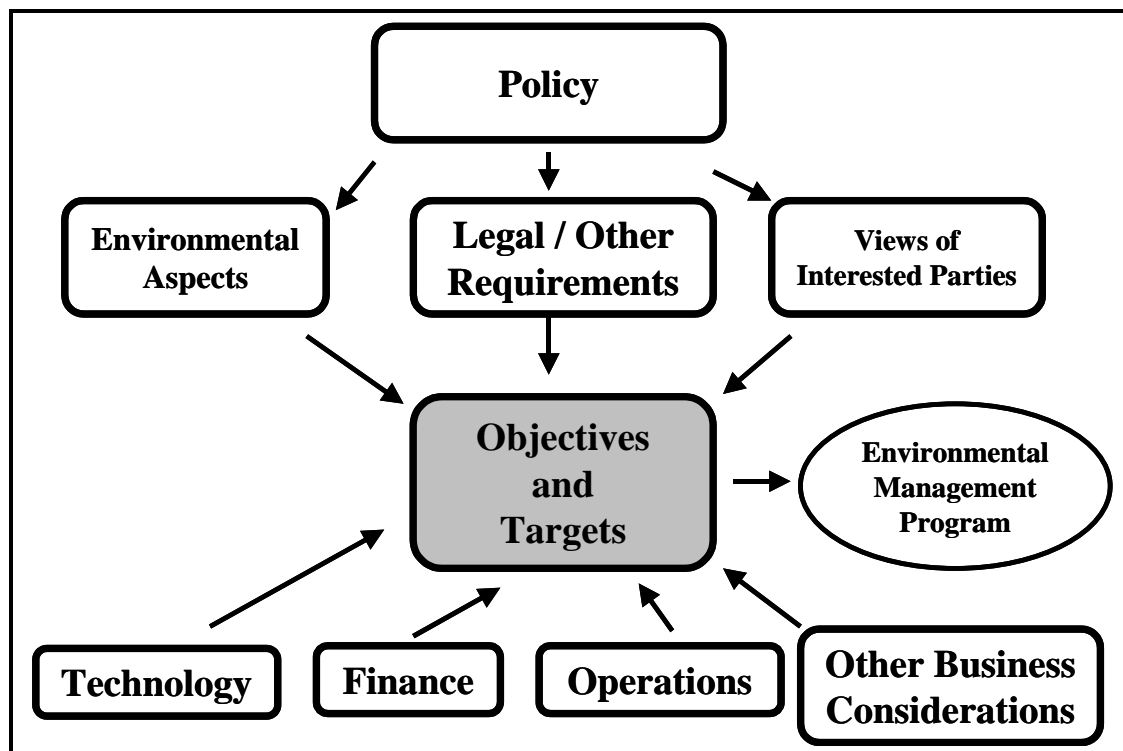 Policy
Environmental
Aspects
Legal / Other
Requirements
Views of
Interested Parties
Objectives
and
Targets
Environmental
Management
Program
Technology
Finance
Operations
Other Business
Considerations